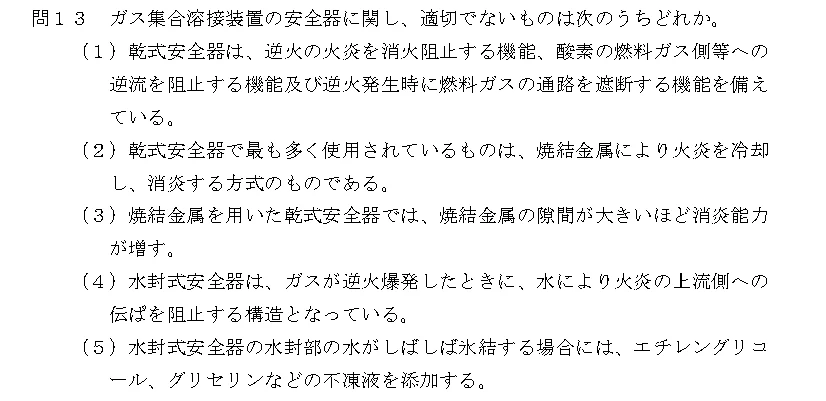 問１３　ガス集合溶接装置の安全器に関し、適切でないものは次のうちどれか。
（１）乾式安全器は、逆火の火炎を消火阻止する機能、酸素の燃料ガス側等への
逆流を阻止する機能及び逆火発生時に燃料ガスの通路を遮断する機能を備え
ている。
（２）乾式安全器で最も多く使用されているものは、焼結金属により火炎を冷却
し、消炎する方式のものである。
（３）焼結金属を用いた乾式安全器では、焼結金属の隙間が大きいほど消炎能力
が増す。
（４）水封式安全器は、ガスが逆火爆発したときに、水により火炎の上流側への
伝ぱを阻止する構造となっている。
（５）水封式安全器の水封部の水がしばしば氷結する場合には、エチレングリコ
ール、グリセリンなどの不凍液を添加する。